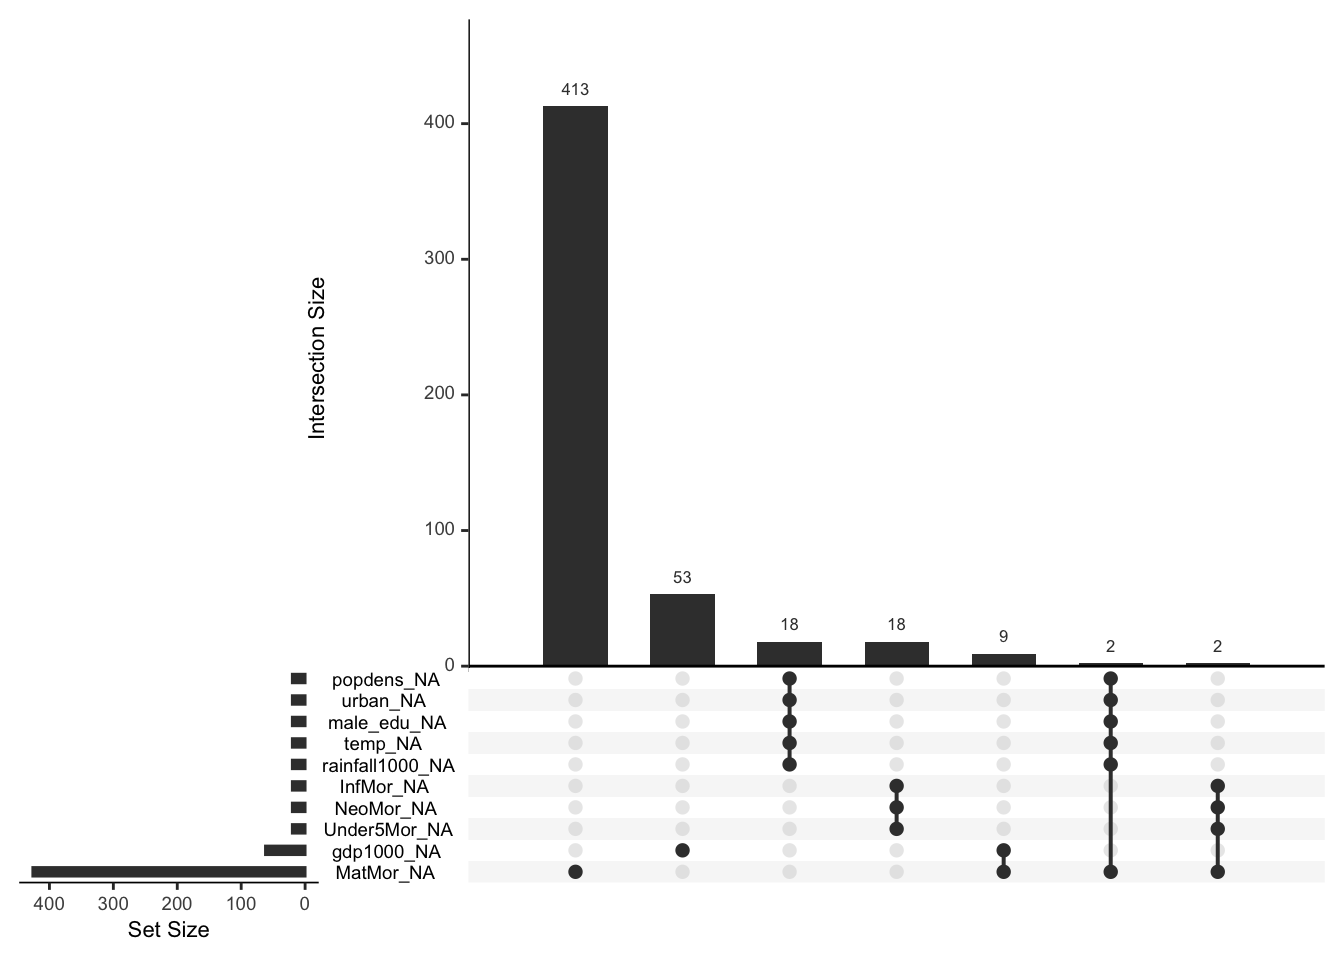 413
400
300
Intersection Size
200
100
53
18
18
9
2
2
0
popdens_NA
urban_NA
male_edu_NA
temp_NA
rainfall1000_NA
InfMor_NA
NeoMor_NA
Under5Mor_NA
gdp1000_NA
MatMor_NA
400 300 200 100 0
Set Size